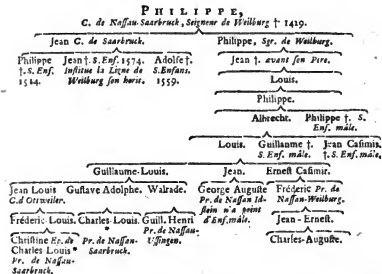 PHILIPPE,
C. de Naſſau-Saarbruck, Seigneur de Weilburg † 1419.
Jean C. de Saarbruck. Philippe, Sgr. de Weilburg.
Philippe Jean †. S. Enf. 1574. Adolfe †. Jean †. avant ſon Pere.
†. S. Enf. Inſtitue la Ligne de S. Enfans. Louis.
1514. Weilburg ſon herit. 1559.
Philippe.
Albrecht. Philippe †. S.
Enf. mâle.
Louis. Guillaume †. Jean Caſimis.
S. Enf. mâle. †. S. Enf. mâle.
Guillaume-Louis. Jean. Erneſt Caſimir.
Jean Louis Guſtave Adolphe. Walrade. George Auguſte Fréderic Pr. de
C. d Ottweiler. Pr. de Naſſau Id- Naſſau-Weilburg.
ſtein n'a point
Fréderic-Louis. Charles-Louis. Guill. Henri d'Enf. mâle. Jean-Erneſt.
Pr. de Naſſau-
Chriſtine Ep. de Pr. de Naſſau- Uſingen. Charles-Auguſte.
Charles Louis Saarbruck.
Pr. de Naſſau-
Saarbruck.